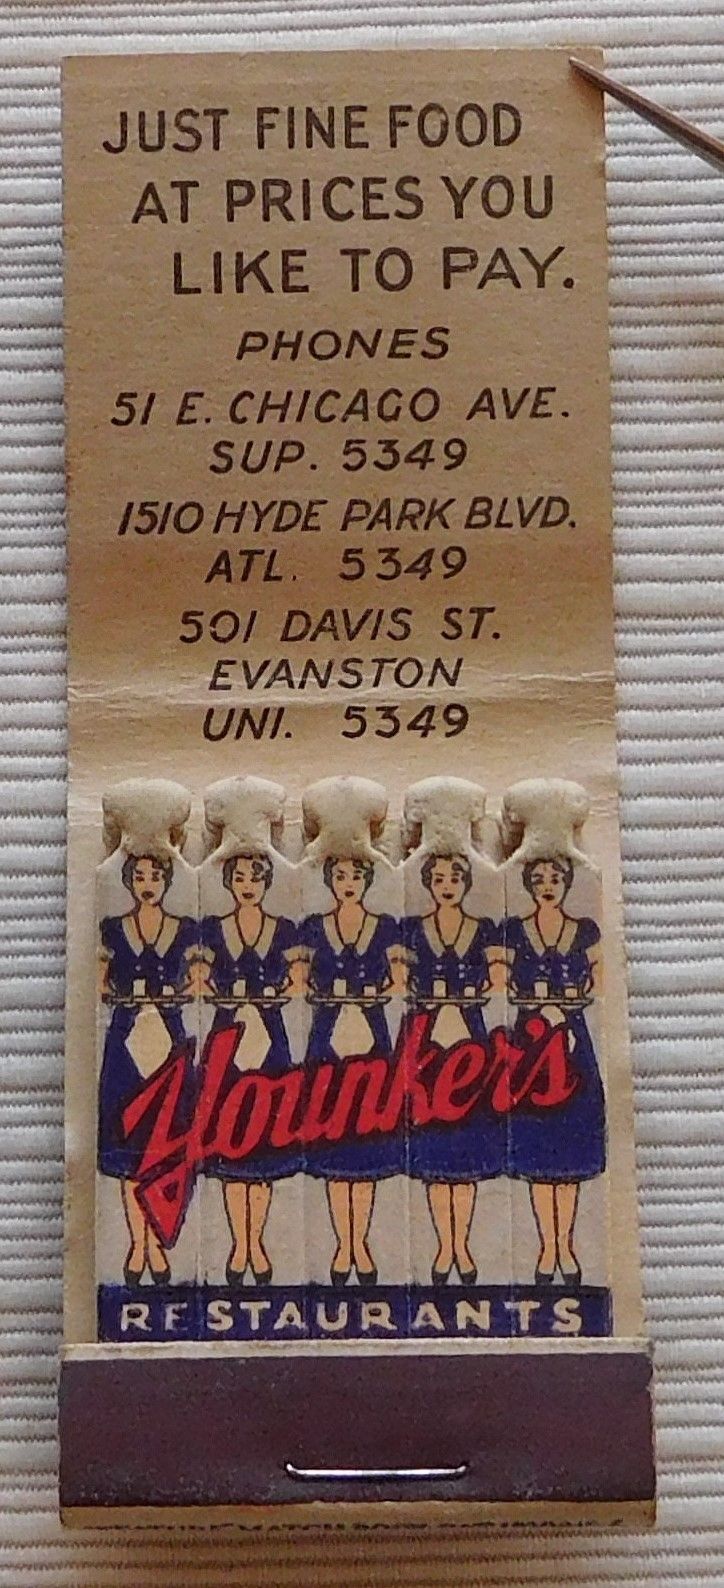 JUST FINE FOOD
AT PRICES YOU
LIKE TO PAY.
PHONES
51 E. CHICAGO AVE.
SUP. 5349
1510 HYDE PARK BLVD.
ATL. 5349
501 DAVIS ST.
EVANSTON
UNI. 5349
Younker's
RESTAURANTS